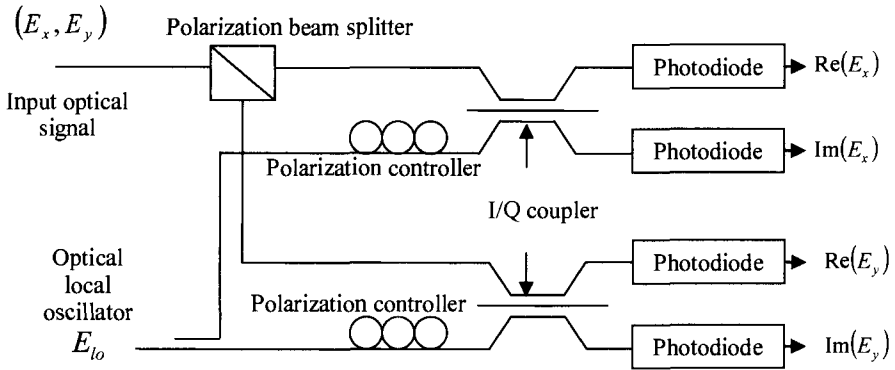 (E_x, E_y)
Polarization beam splitter
Photodiode
Re(E_x)
Input optical
signal
Photodiode
Im(E_x)
Polarization controller
I/Q coupler
Optical
local
oscillator
E_lo
Photodiode
Re(E_y)
Polarization controller
Photodiode
Im(E_y)